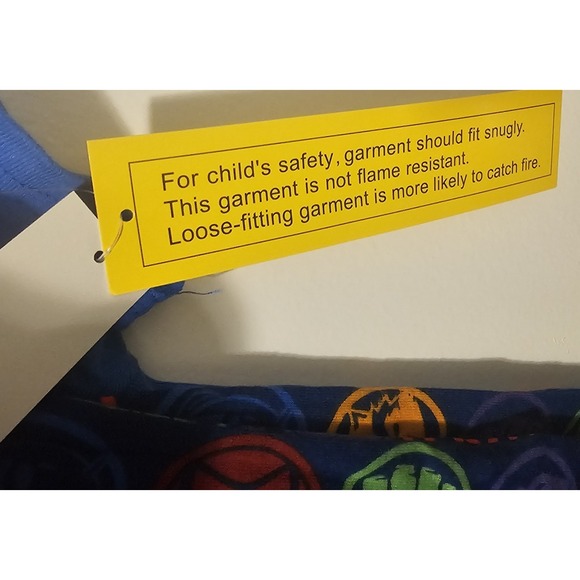 For child's safety, garment should fit snugly.
This garment is not flame resistant.
Loose-fitting garment is more likely to catch fire.